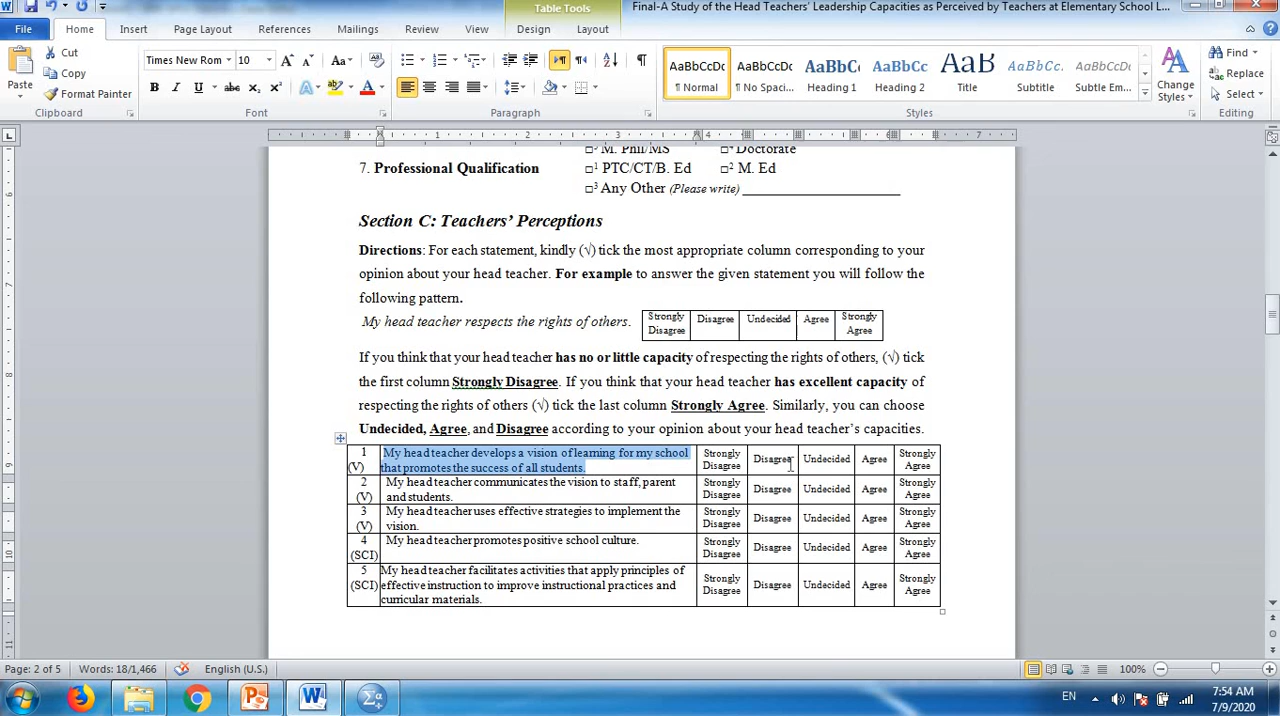 Table Tools
Final-A Study of the Head Teachers' Leadership Capacities as Perceived by Teachers at Elementary School L...
File Home Insert Page Layout References Mailings Review View Design Layout
Cut
Copy
Format Painter
Paste
Clipboard
Times New Rom 10
B I U abc x₂ x² A
Font
Paragraph
AaBbCcDc AaBbCcDc AaBbCc AaBbCc AaB AaBbCc. AaBbCcDc
¶ Normal ¶ No Spaci... Heading 1 Heading 2 Title Subtitle Subtle Em...
Change Styles
Styles
Find
Replace
Select
Editing
1 2 3 4 5 6 7
□³ M. Phil/MS □⁴ Doctorate
7. Professional Qualification □¹ PTC/CT/B. Ed □² M. Ed
□³ Any Other (Please write)
Section C: Teachers' Perceptions
Directions: For each statement, kindly (√) tick the most appropriate column corresponding to your
opinion about your head teacher. For example to answer the given statement you will follow the
following pattern.
My head teacher respects the rights of others. Strongly Disagree Disagree Undecided Agree Strongly Agree
If you think that your head teacher has no or little capacity of respecting the rights of others, (√) tick
the first column Strongly Disagree. If you think that your head teacher has excellent capacity of
respecting the rights of others (√) tick the last column Strongly Agree. Similarly, you can choose
Undecided, Agree, and Disagree according to your opinion about your head teacher's capacities.
1 My head teacher develops a vision of learning for my school Strongly Disagree Disagree Undecided Agree Strongly Agree
(V) that promotes the success of all students.
2 My head teacher communicates the vision to staff, parent Strongly Disagree Disagree Undecided Agree Strongly Agree
(V) and students.
3 My head teacher uses effective strategies to implement the Strongly Disagree Disagree Undecided Agree Strongly Agree
(V) vision.
4 My head teacher promotes positive school culture. Strongly Disagree Disagree Undecided Agree Strongly Agree
(SCI)
5 My head teacher facilitates activities that apply principles of Strongly Disagree Disagree Undecided Agree Strongly Agree
(SCI) effective instruction to improve instructional practices and
curricular materials.
Page: 2 of 5 Words: 18/1,466 English (U.S.) 100%
EN 7:54 AM
7/9/2020